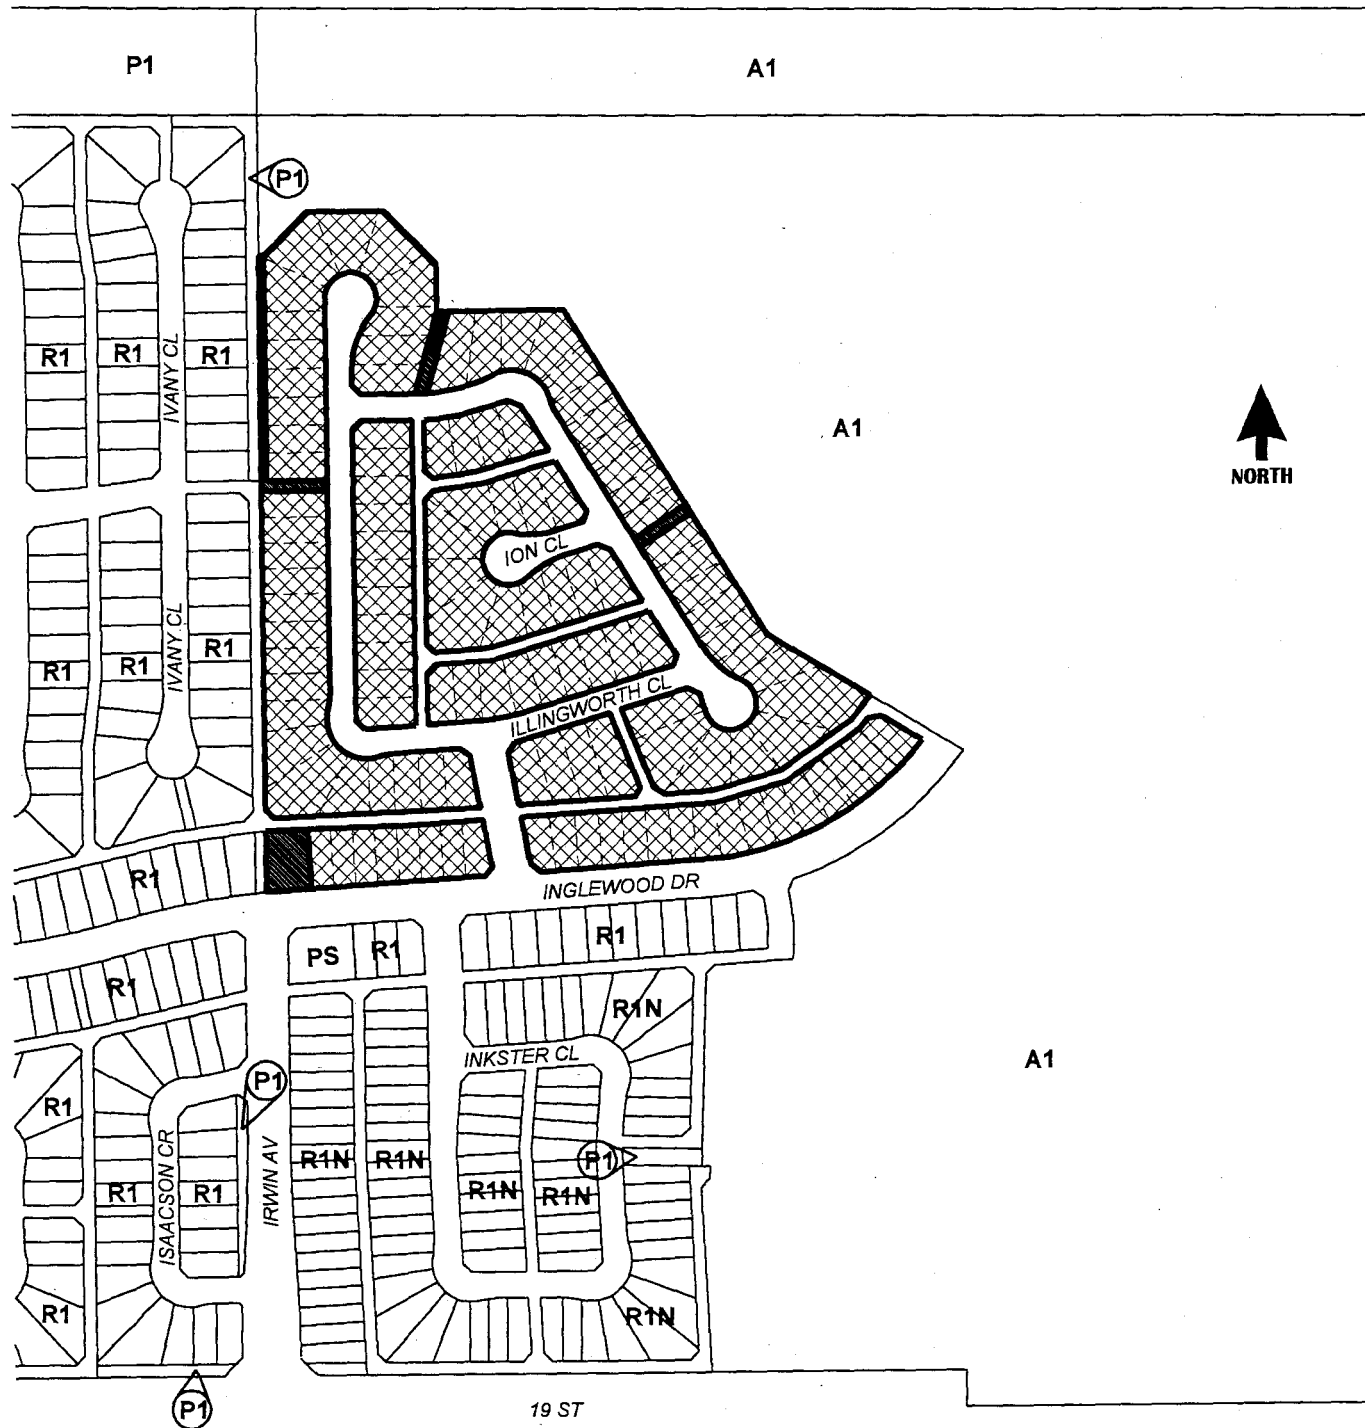 P1
A1
P1
R1
R1
R1
IVANY CL
A1
NORTH
ION CL
IVANY CL
R1
R1
R1
ILLINGWORTH CL
R1
INGLEWOOD DR
PS
R1
R1
R1
R1N
INKSTER CL
A1
P1
R1
ISAACSON CR
IRWIN AV
R1N
R1N
P1
R1
R1
R1N
R1N
R1
R1N
P1
19 ST